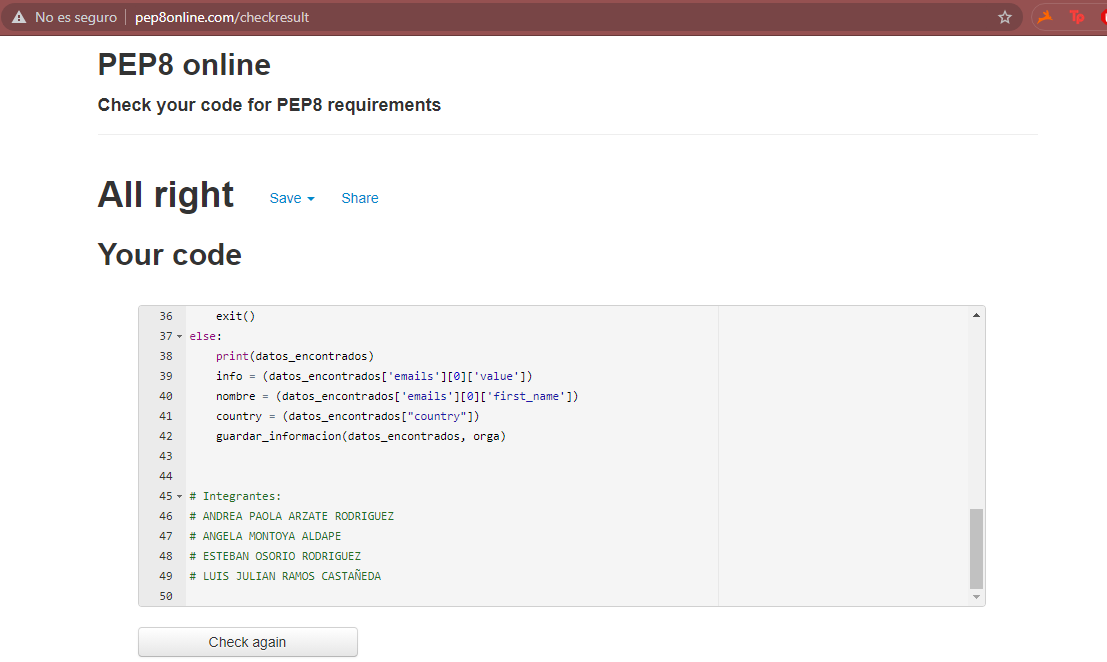 No es seguro pep8online.com/checkresult
Tp
PEP8 online
Check your code for PEP8 requirements
All right Save Share
Your code
36 exit()
37 else:
38 print(datos_encontrados)
39 info = (datos_encontrados['emails'][0]['value'])
40 nombre = (datos_encontrados['emails'][0]['first_name'])
41 country = (datos_encontrados["country"])
42 guardar_informacion(datos_encontrados, orga)
43
44
45 # Integrantes:
46 # ANDREA PAOLA ARZATE RODRIGUEZ
47 # ANGELA MONTOYA ALDAPE
48 # ESTEBAN OSORIO RODRIGUEZ
49 # LUIS JULIAN RAMOS CASTAÑEDA
50
Check again